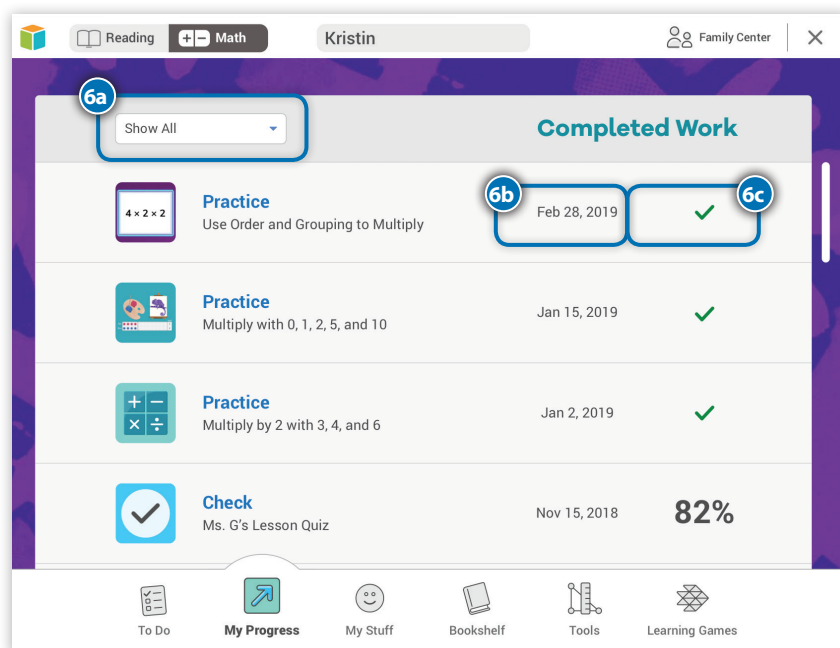 Reading
+ - Math
Kristin
Family Center
6a
Show All
Completed Work
4 × 2 × 2
Practice
Use Order and Grouping to Multiply
6b
Feb 28, 2019
6c
Practice
Multiply with 0, 1, 2, 5, and 10
Jan 15, 2019
+ −
× ÷
Practice
Multiply by 2 with 3, 4, and 6
Jan 2, 2019
Check
Ms. G's Lesson Quiz
Nov 15, 2018
82%
To Do
My Progress
My Stuff
Bookshelf
Tools
Learning Games